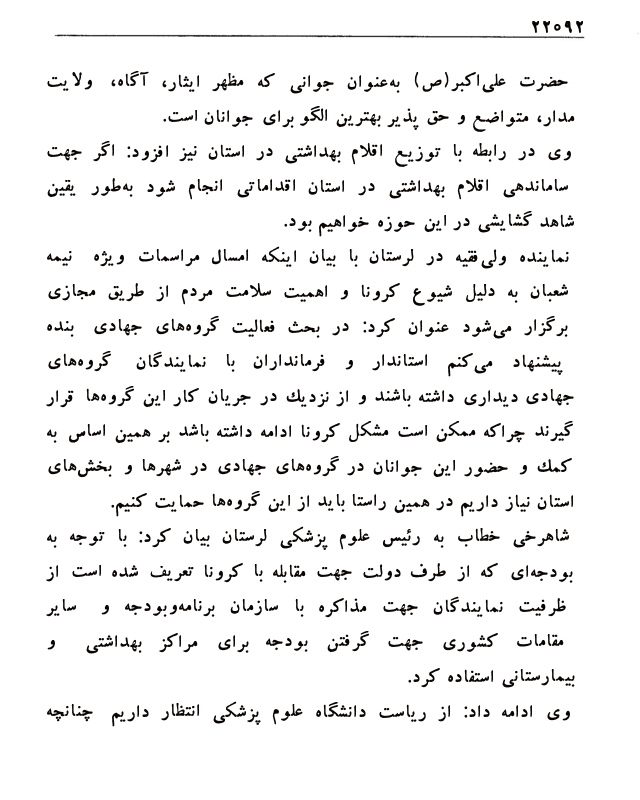 ۲۲۰۹۲
حضرت علی‌اکبر(ص) به‌عنوان جوانی که مظهر ایثار، آگاه، ولایت
مدار، متواضع و حق پذیر بهترین الگو برای جوانان است.
وی در رابطه با توزیع اقلام بهداشتی در استان نیز افزود: اگر جهت
ساماندهی اقلام بهداشتی در استان اقداماتی انجام شود به‌طور یقین
شاهد گشایشی در این حوزه خواهیم بود.
نماینده ولی‌فقیه در لرستان با بیان اینکه امسال مراسمات ویژه نیمه
شعبان به دلیل شیوع کرونا و اهمیت سلامت مردم از طریق مجازی
برگزار می‌شود عنوان کرد: در بحث فعالیت گروه‌های جهادی بنده
پیشنهاد می‌کنم استاندار و فرمانداران با نمایندگان گروه‌های
جهادی دیداری داشته باشند و از نزدیك در جریان کار این گروه‌ها قرار
گیرند چراکه ممکن است مشکل کرونا ادامه داشته باشد بر همین اساس به
کمك و حضور این جوانان در گروه‌های جهادی در شهرها و بخش‌های
استان نیاز داریم در همین راستا باید از این گروه‌ها حمایت کنیم.
شاهرخی خطاب به رئیس علوم پزشکی لرستان بیان کرد: با توجه به
بودجه‌ای که از طرف دولت جهت مقابله با کرونا تعریف شده است از
ظرفیت نمایندگان جهت مذاکره با سازمان برنامه‌وبودجه و سایر
مقامات کشوری جهت گرفتن بودجه برای مراکز بهداشتی و
بیمارستانی استفاده کرد.
وی ادامه داد: از ریاست دانشگاه علوم پزشکی انتظار داریم چنانچه